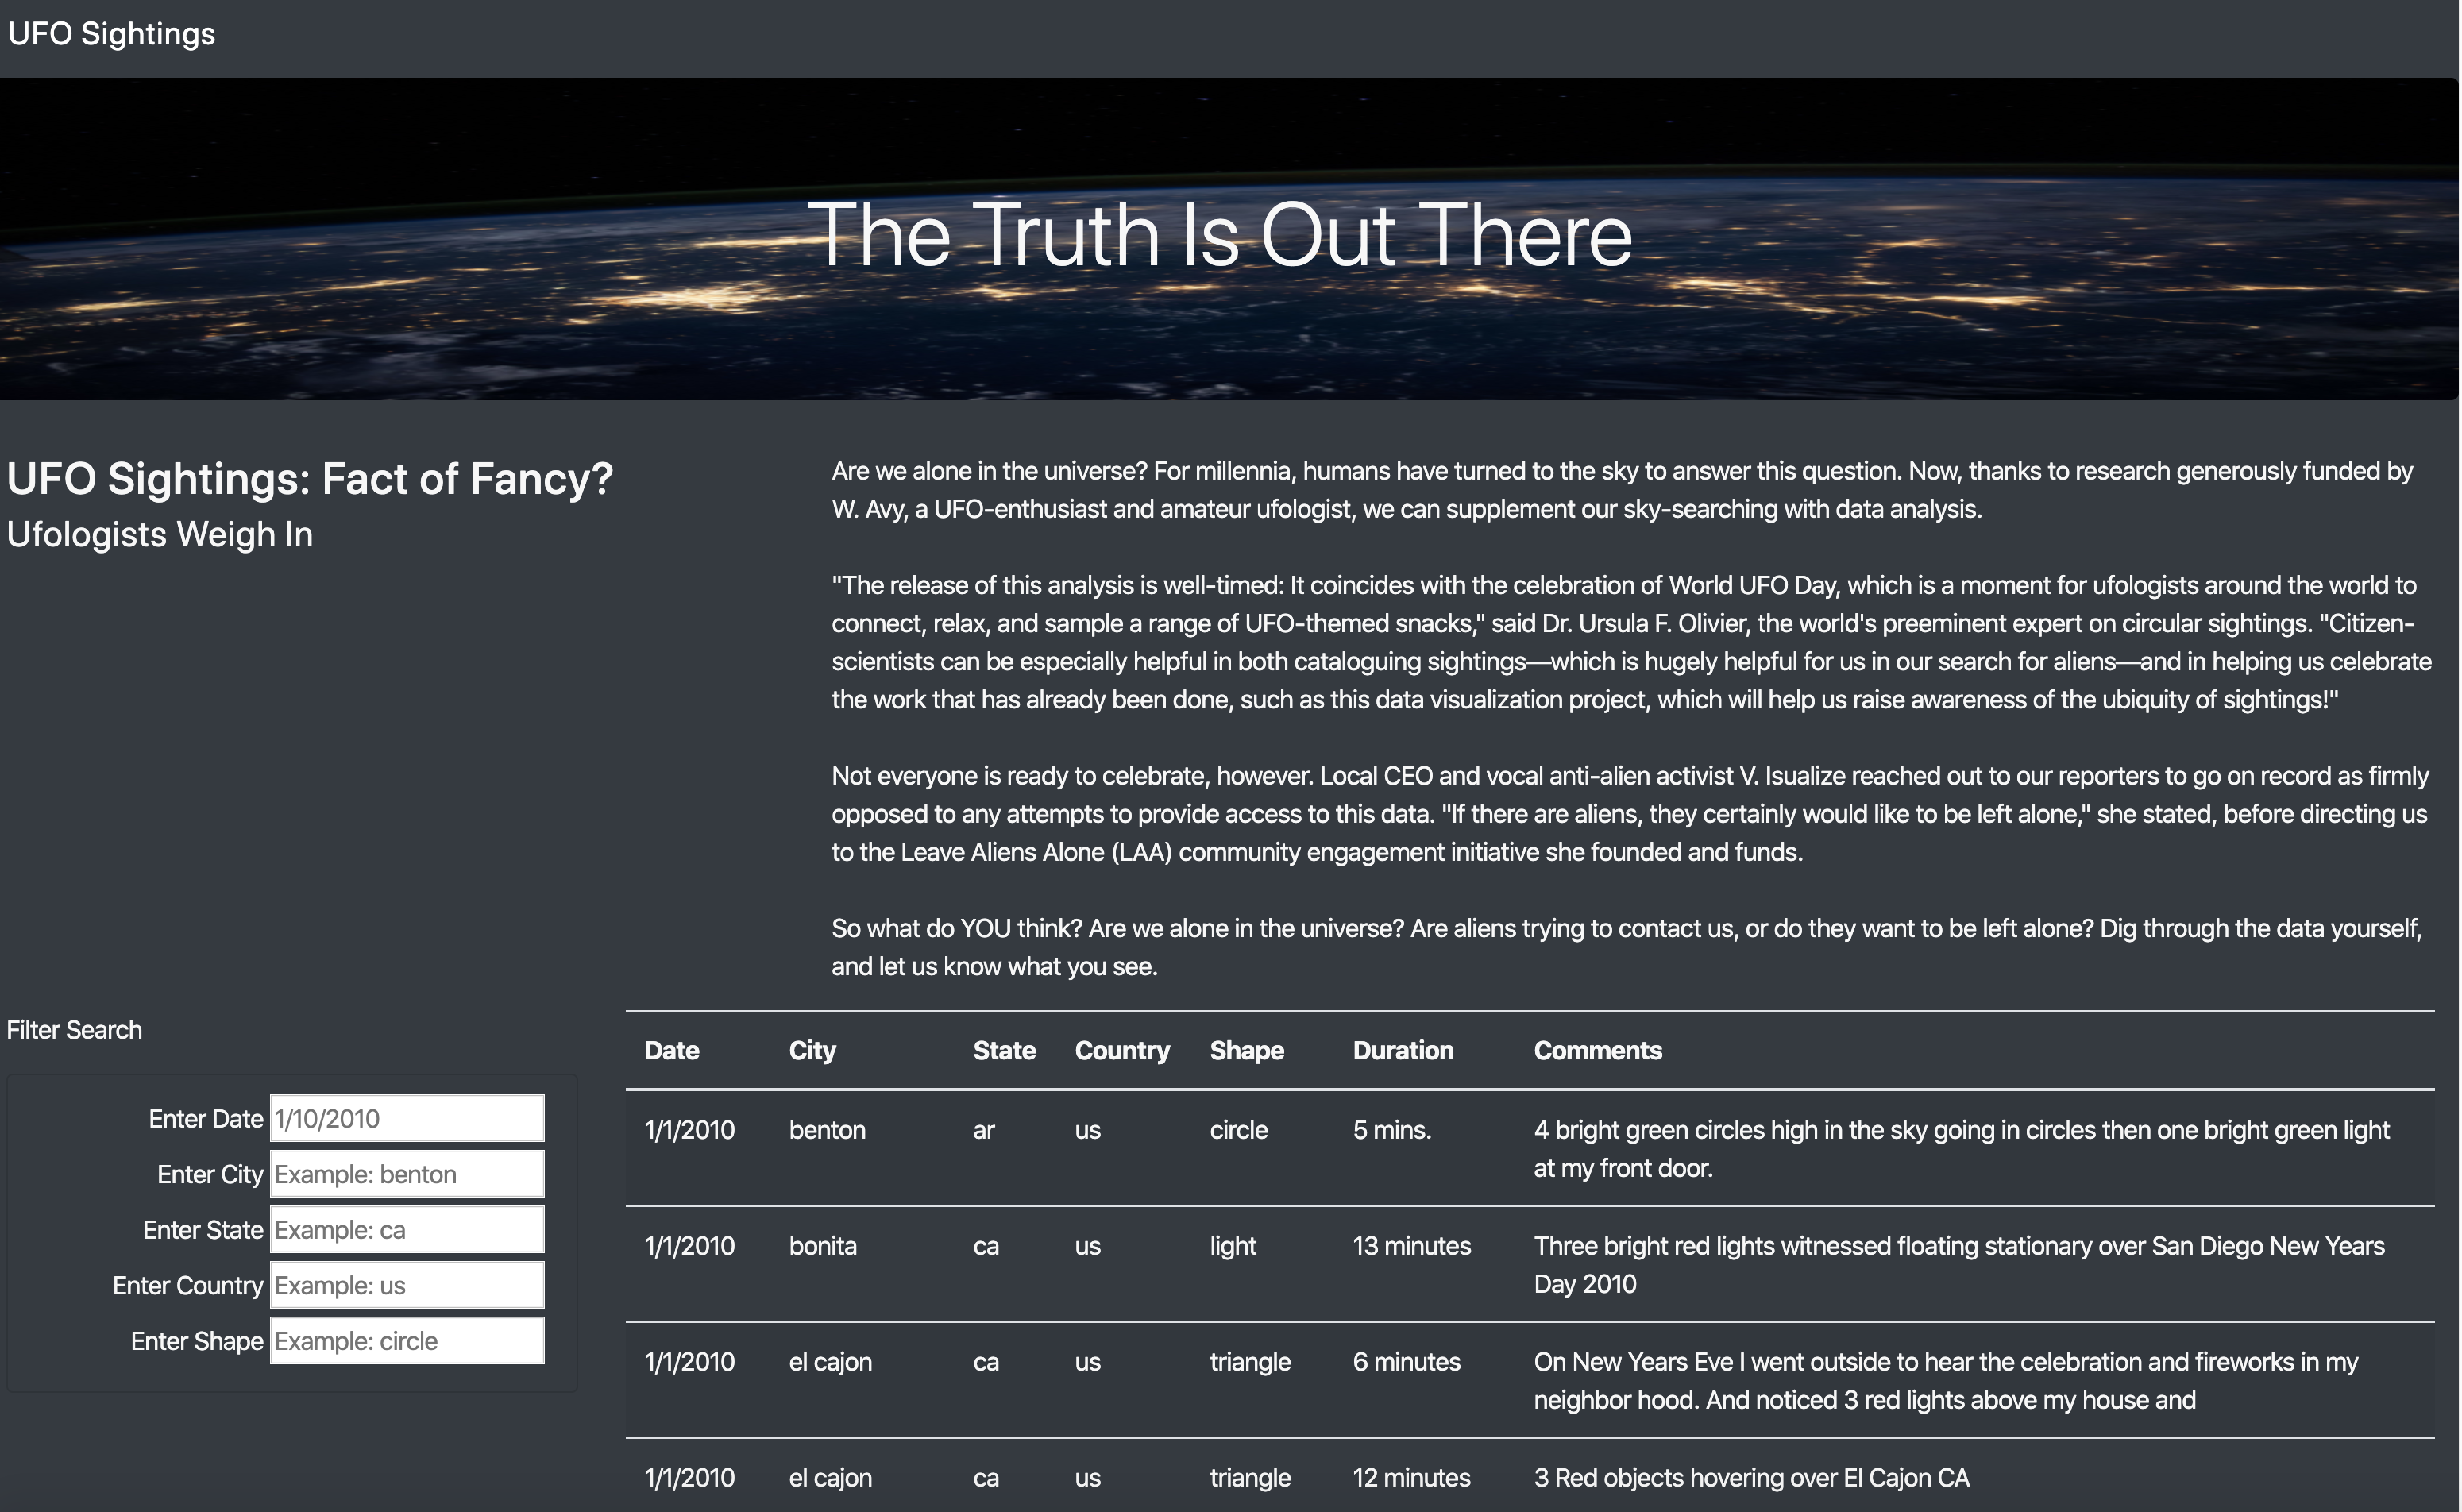 UFO Sightings
The Truth Is Out There
UFO Sightings: Fact of Fancy?
Ufologists Weigh In
Are we alone in the universe? For millennia, humans have turned to the sky to answer this question. Now, thanks to research generously funded by
W. Avy, a UFO-enthusiast and amateur ufologist, we can supplement our sky-searching with data analysis.
"The release of this analysis is well-timed: It coincides with the celebration of World UFO Day, which is a moment for ufologists around the world to
connect, relax, and sample a range of UFO-themed snacks," said Dr. Ursula F. Olivier, the world's preeminent expert on circular sightings. "Citizen-
scientists can be especially helpful in both cataloguing sightings—which is hugely helpful for us in our search for aliens—and in helping us celebrate
the work that has already been done, such as this data visualization project, which will help us raise awareness of the ubiquity of sightings!"
Not everyone is ready to celebrate, however. Local CEO and vocal anti-alien activist V. Isualize reached out to our reporters to go on record as firmly
opposed to any attempts to provide access to this data. "If there are aliens, they certainly would like to be left alone," she stated, before directing us
to the Leave Aliens Alone (LAA) community engagement initiative she founded and funds.
So what do YOU think? Are we alone in the universe? Are aliens trying to contact us, or do they want to be left alone? Dig through the data yourself,
and let us know what you see.
Filter Search
Enter Date 1/10/2010
Enter City Example: benton
Enter State Example: ca
Enter Country Example: us
Enter Shape Example: circle
Date City State Country Shape Duration Comments
1/1/2010 benton ar us circle 5 mins. 4 bright green circles high in the sky going in circles then one bright green light
at my front door.
1/1/2010 bonita ca us light 13 minutes Three bright red lights witnessed floating stationary over San Diego New Years
Day 2010
1/1/2010 el cajon ca us triangle 6 minutes On New Years Eve I went outside to hear the celebration and fireworks in my
neighbor hood. And noticed 3 red lights above my house and
1/1/2010 el cajon ca us triangle 12 minutes 3 Red objects hovering over El Cajon CA